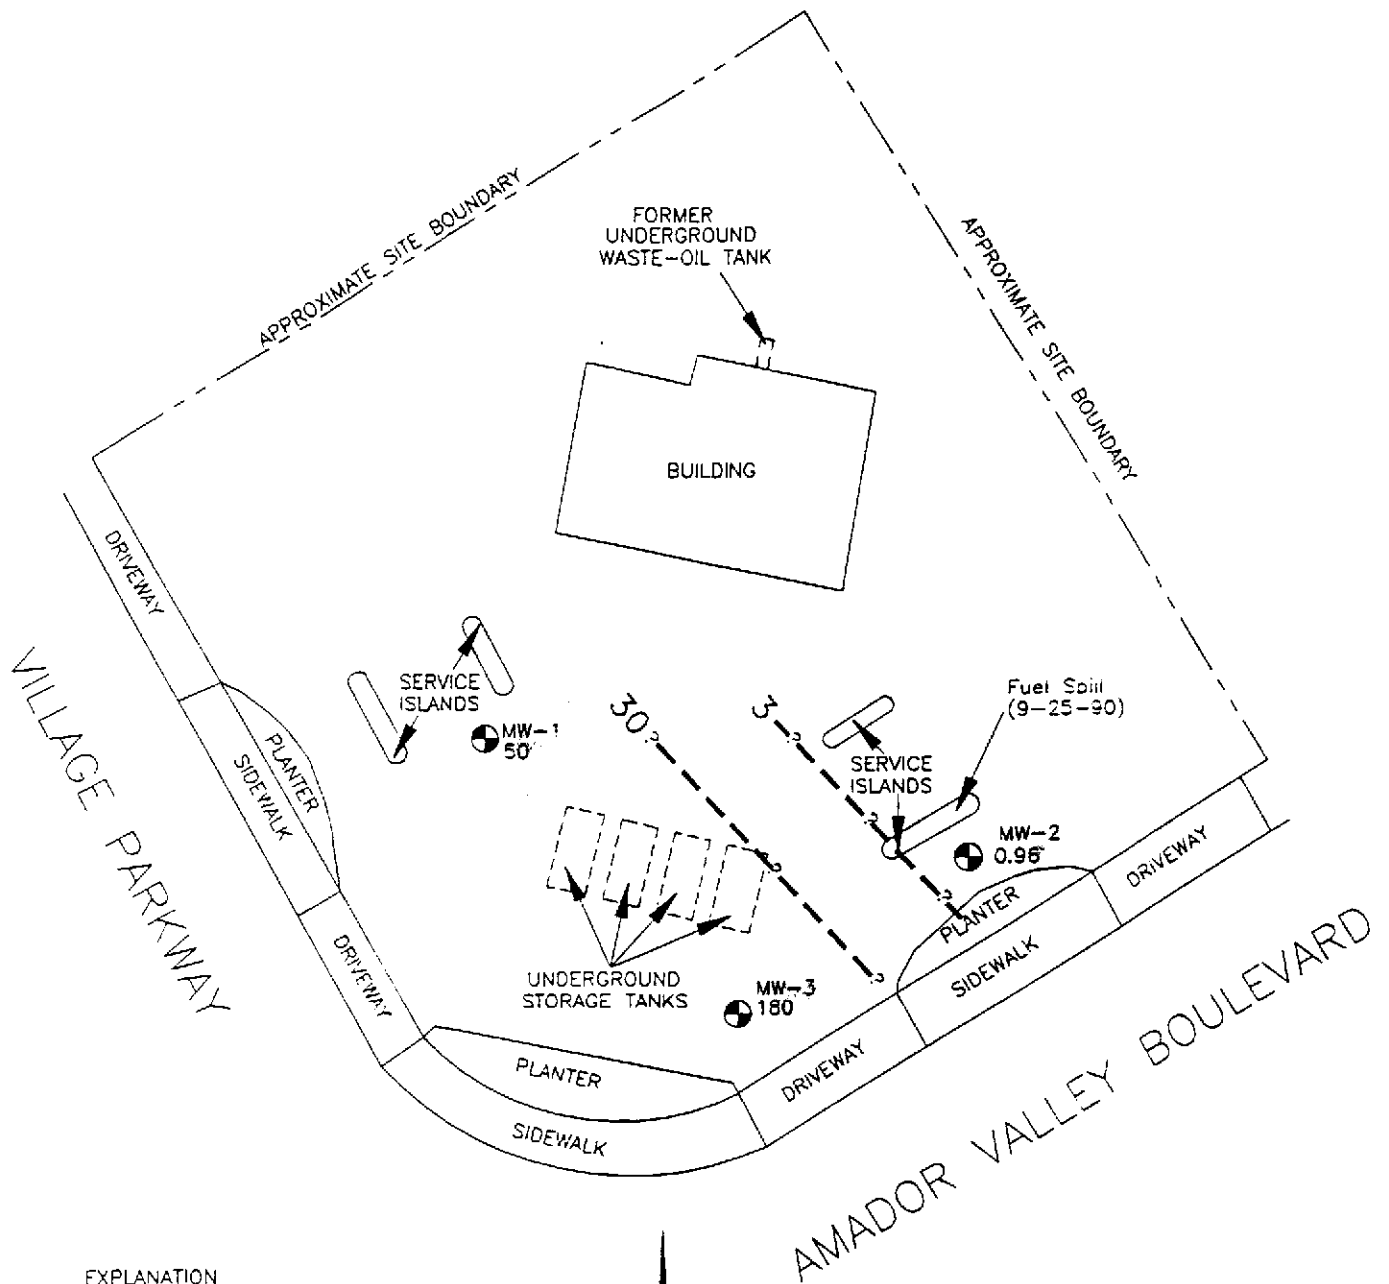 APPROXIMATE SITE BOUNDARY
APPROXIMATE SITE BOUNDARY
FORMER
UNDERGROUND
WASTE-OIL TANK
BUILDING
DRIVEWAY
VILLAGE PARKWAY
SIDEWALK
PLANTER
DRIVEWAY
SERVICE
ISLANDS
MW-1
50
30
?
?
?
3
?
?
?
SERVICE
ISLANDS
Fuel Spill
(9-25-90)
MW-2
0.96
UNDERGROUND
STORAGE TANKS
MW-3
180
PLANTER
SIDEWALK
DRIVEWAY
PLANTER
SIDEWALK
DRIVEWAY
AMADOR VALLEY BOULEVARD
EXPLANATION